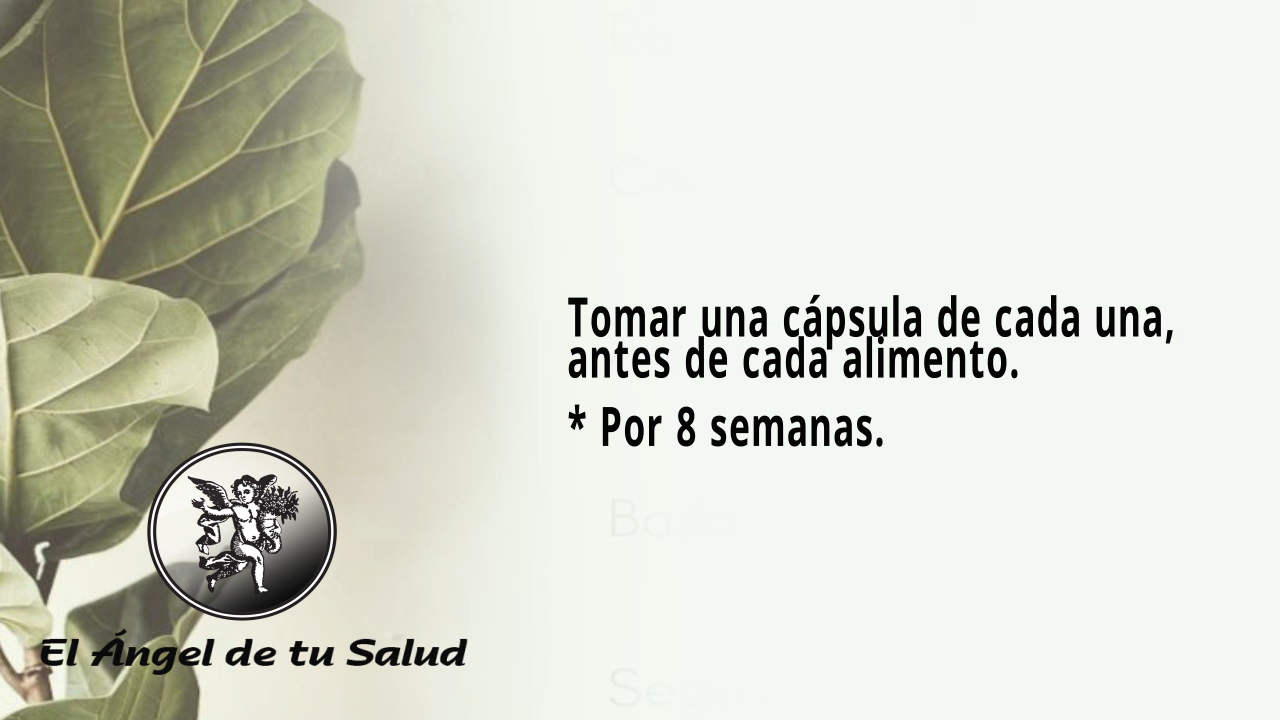 Tomar una cápsula de cada una,
antes de cada alimento.
* Por 8 semanas.
El Ángel de tu Salud